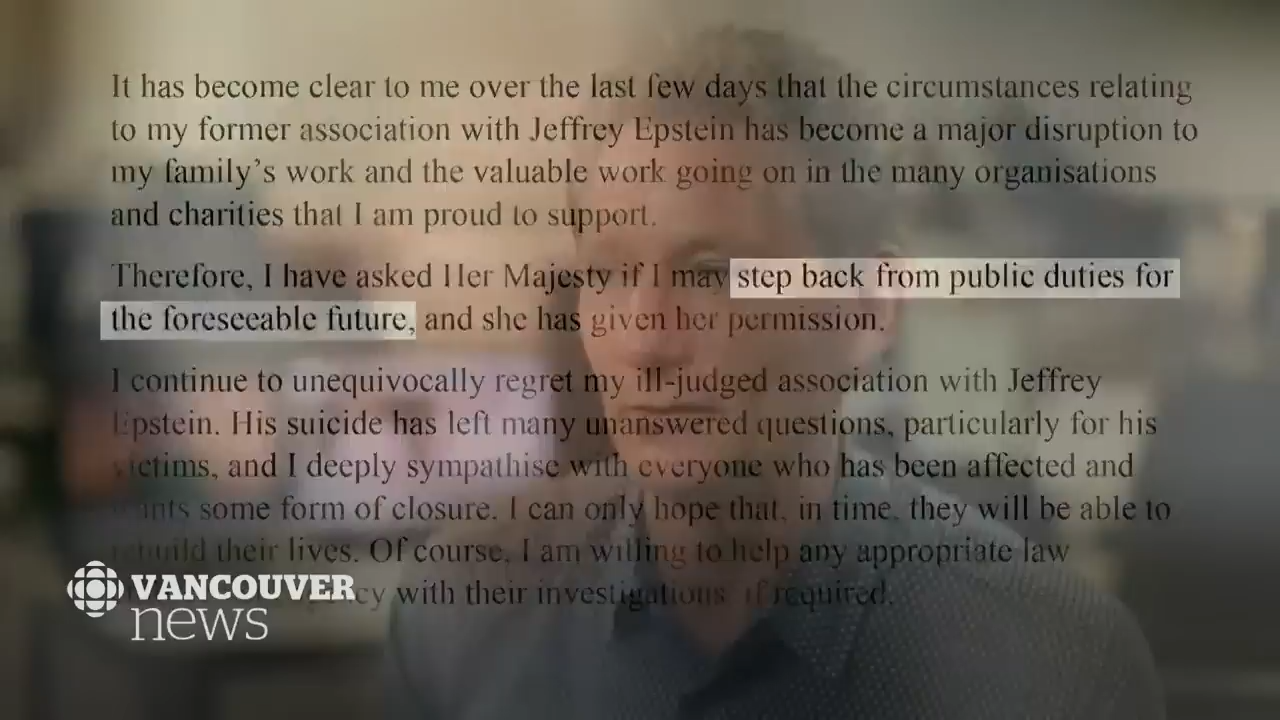 It has become clear to me over the last few days that the circumstances relating
to my former association with Jeffrey Epstein has become a major disruption to
my family's work and the valuable work going on in the many organisations
and charities that I am proud to support.
Therefore, I have asked Her Majesty if I may step back from public duties for
the foreseeable future, and she has given her permission.
I continue to unequivocally regret my ill-judged association with Jeffrey
Epstein. His suicide has left many unanswered questions, particularly for his
victims, and I deeply sympathise with everyone who has been affected and
wants some form of closure. I can only hope that, in time, they will be able to
rebuild their lives. Of course, I am willing to help any appropriate law
with their investigations, if required.
VANCOUVER
news